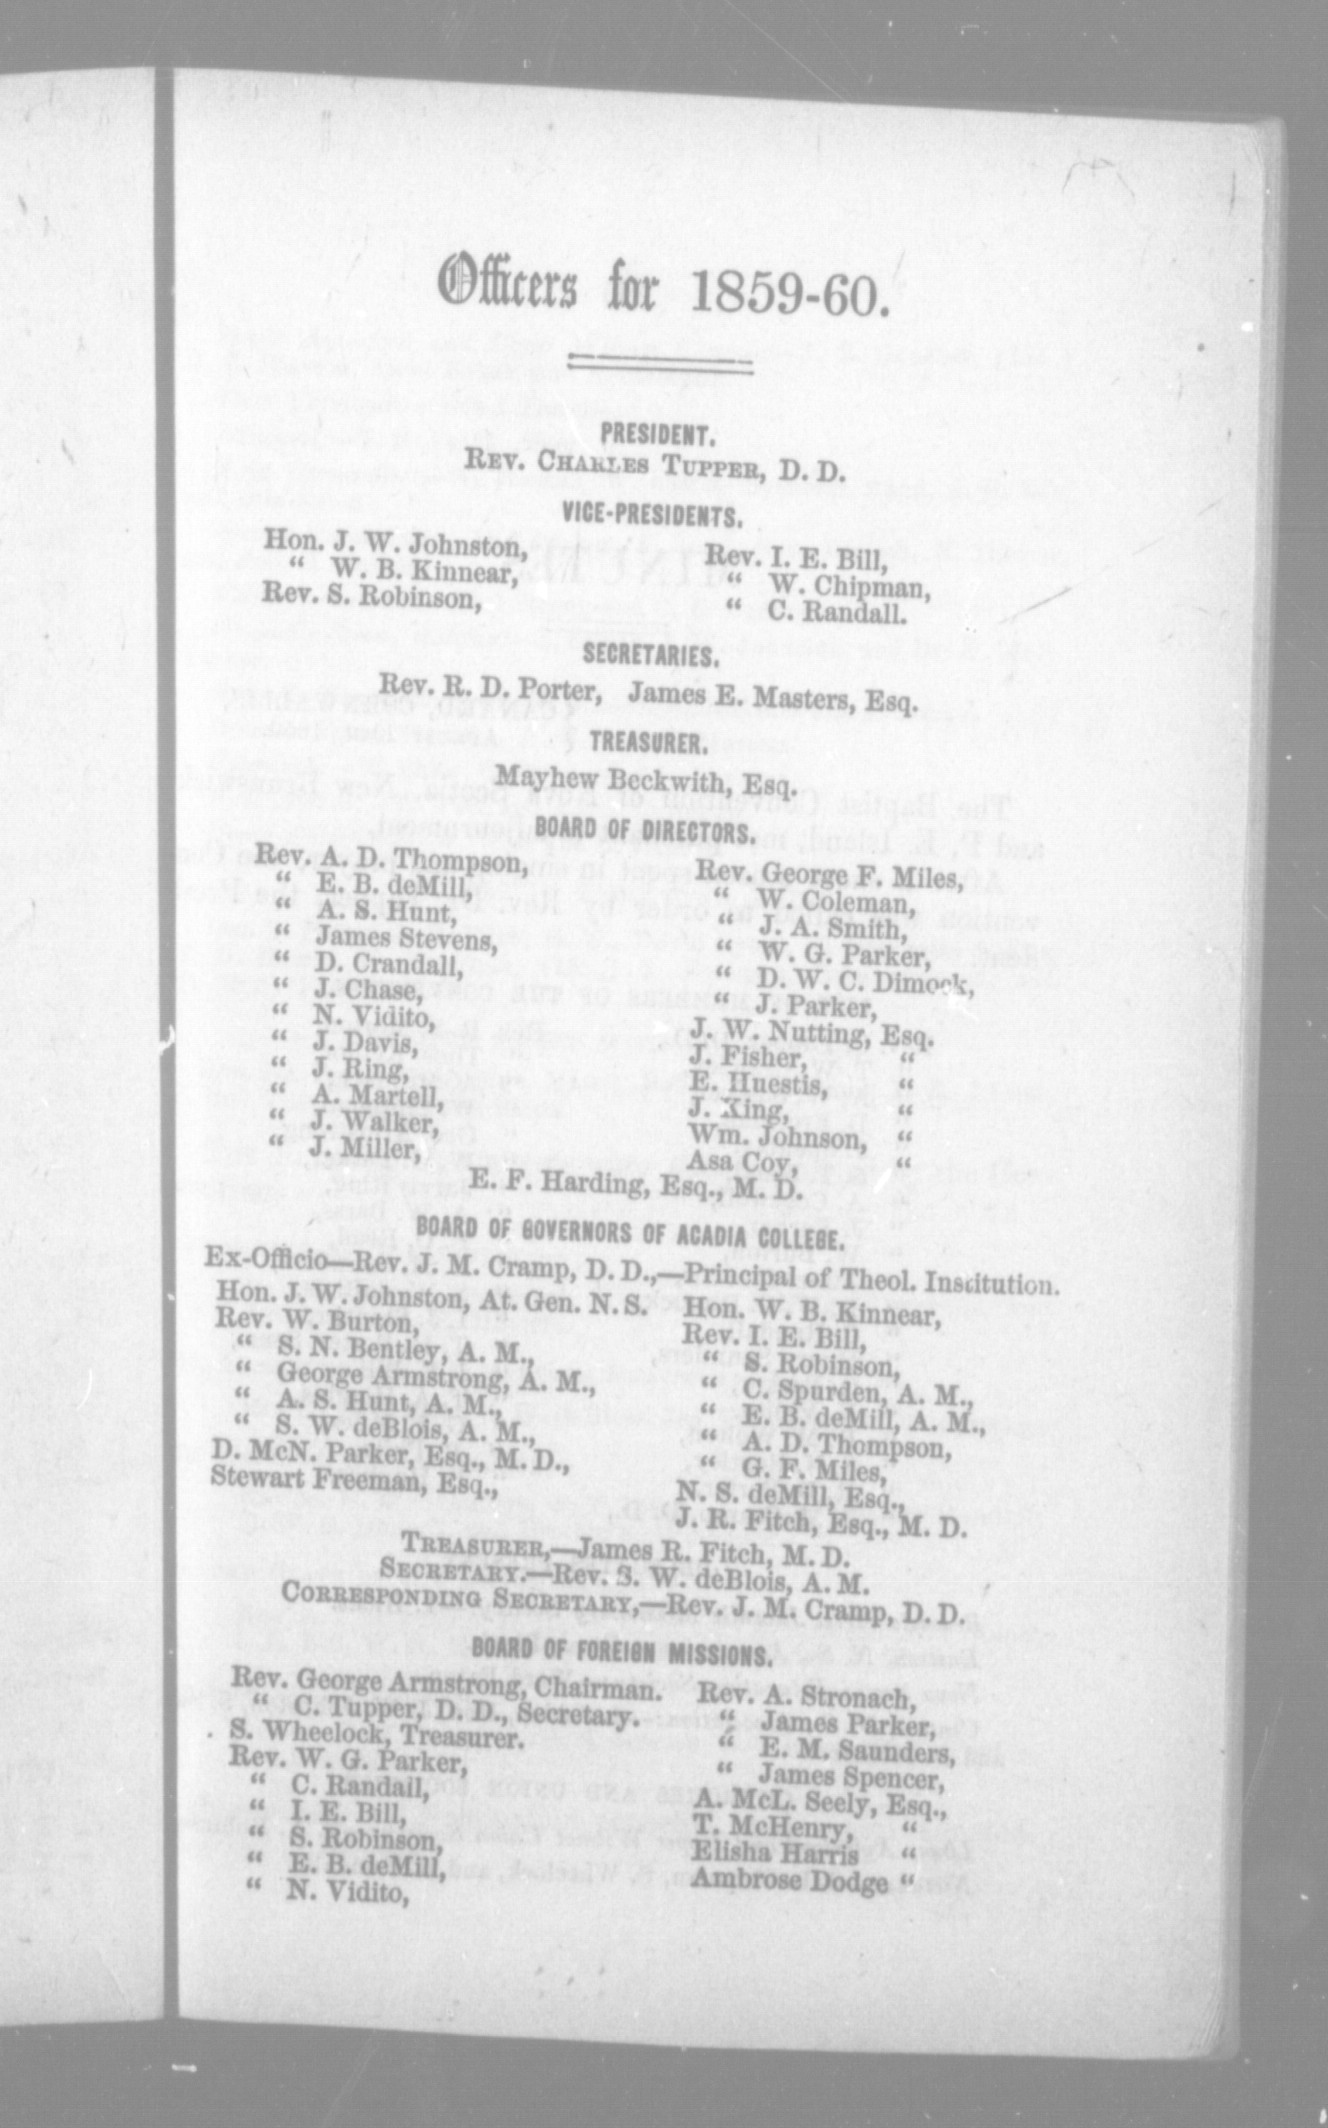 Officers for 1859-60.
PRESIDENT.
REV. CHARLES TUPPER, D. D.
VICE-PRESIDENTS.
Hon. J. W. Johnston,
“ W. B. Kinnear,
Rev. S. Robinson,
Rev. I. E. Bill,
“ W. Chipman,
“ C. Randall.
SECRETARIES.
Rev. R. D. Porter, James E. Masters, Esq.
TREASURER.
Mayhew Beckwith, Esq.
BOARD OF DIRECTORS.
Rev. A. D. Thompson,
“ E. B. deMill,
“ A. S. Hunt,
“ James Stevens,
“ D. Crandall,
“ J. Chase,
“ N. Vidito,
“ J. Davis,
“ J. Ring,
“ A. Martell,
“ J. Walker,
“ J. Miller,
Rev. George F. Miles,
“ W. Coleman,
“ J. A. Smith,
“ W. G. Parker,
“ D. W. C. Dimock,
“ J. Parker,
J. W. Nutting, Esq.
J. Fisher, “
E. Huestis, “
J. King, “
Wm. Johnson, “
Asa Coy, “
E. F. Harding, Esq., M. D.
BOARD OF GOVERNORS OF ACADIA COLLEGE.
Ex-Officio—Rev. J. M. Cramp, D. D.,—Principal of Theol. Institution.
Hon. J. W. Johnston, At. Gen. N. S.
Rev. W. Burton,
“ S. N. Bentley, A. M.,
“ George Armstrong, A. M.,
“ A. S. Hunt, A. M.,
“ S. W. deBlois, A. M.,
D. McN. Parker, Esq., M. D.,
Stewart Freeman, Esq.,
Hon. W. B. Kinnear,
Rev. I. E. Bill,
“ S. Robinson,
“ C. Spurden, A. M.,
“ E. B. deMill, A. M.,
“ A. D. Thompson,
“ G. F. Miles,
N. S. deMill, Esq.,
J. R. Fitch, Esq., M. D.
TREASURER,—James R. Fitch, M. D.
SECRETARY.—Rev. S. W. deBlois, A. M.
CORRESPONDING SECRETARY,—Rev. J. M. Cramp, D. D.
BOARD OF FOREIGN MISSIONS.
Rev. George Armstrong, Chairman.
“ C. Tupper, D. D., Secretary.
S. Wheelock, Treasurer.
Rev. W. G. Parker,
“ C. Randall,
“ I. E. Bill,
“ S. Robinson,
“ E. B. deMill,
“ N. Vidito,
Rev. A. Stronach,
“ James Parker,
“ E. M. Saunders,
“ James Spencer,
A. McL. Seely, Esq.,
T. McHenry, “
Elisha Harris “
Ambrose Dodge “